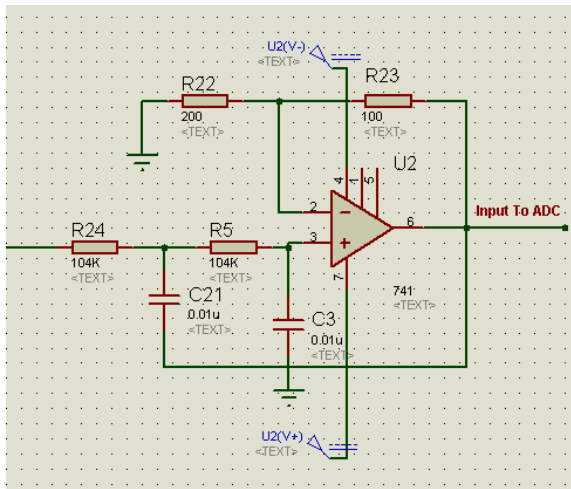 U2(V-)
<TEXT>
R22
200
<TEXT>
R23
100
<TEXT>
4
1
5
U2
2
3
6
7
741
<TEXT>
Input To ADC
R24
104K
<TEXT>
R5
104K
<TEXT>
C21
0.01u
<TEXT>
C3
0.01u
<TEXT>
U2(V+)
<TEXT>